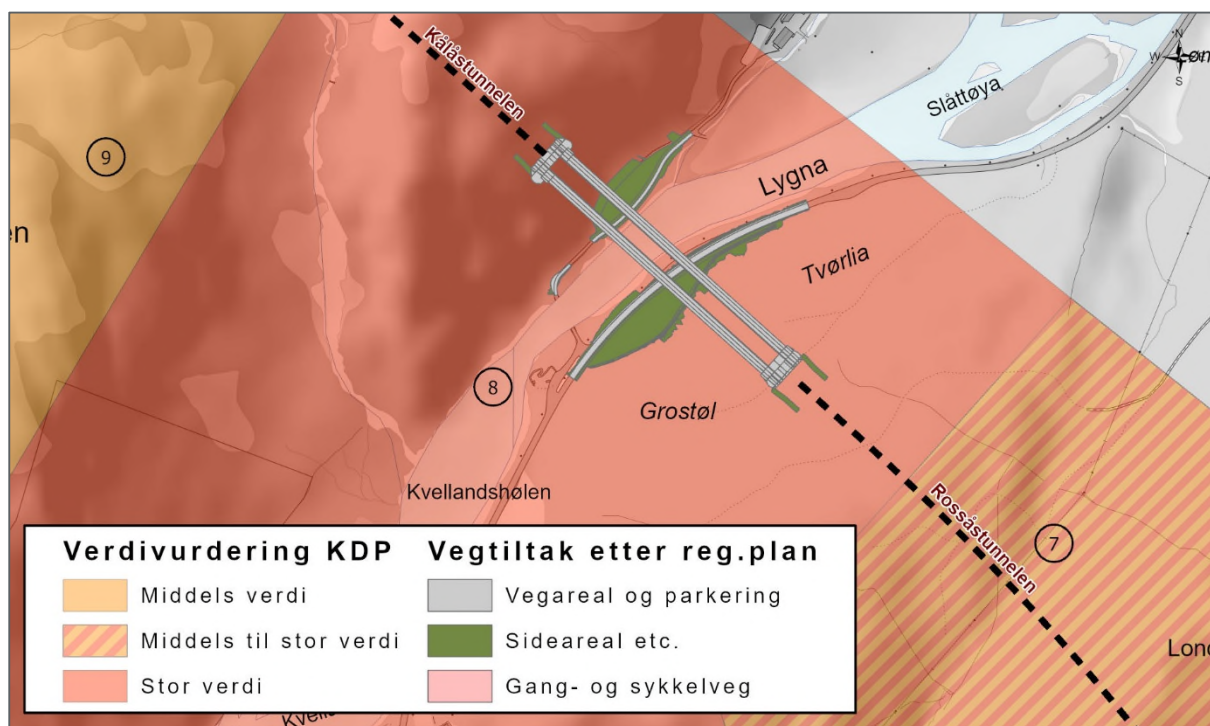 Kålåstunnelen
N
W
S
Slåttøya
9
Lygna
Tvørlia
8
Grostøl
Kvellandshølen
Rossåstunnelen
7
Verdivurdering KDP
Middels verdi
Middels til stor verdi
Stor verdi
Vegtiltak etter reg.plan
Vegareal og parkering
Sideareal etc.
Gang- og sykkelveg